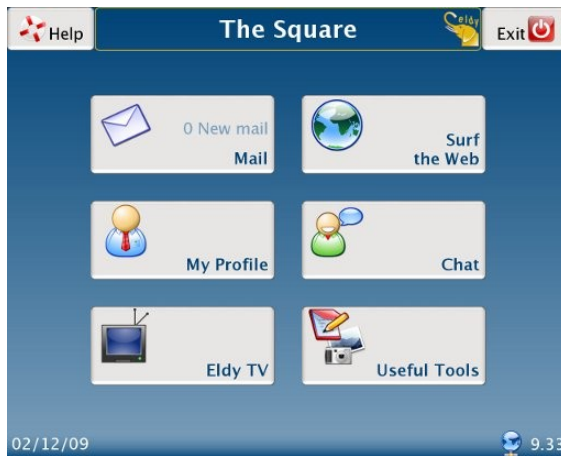 Help
The Square
eldy
Exit
0 New mail
Mail
Surf
the Web
My Profile
Chat
Eldy TV
Useful Tools
02/12/09
9.33